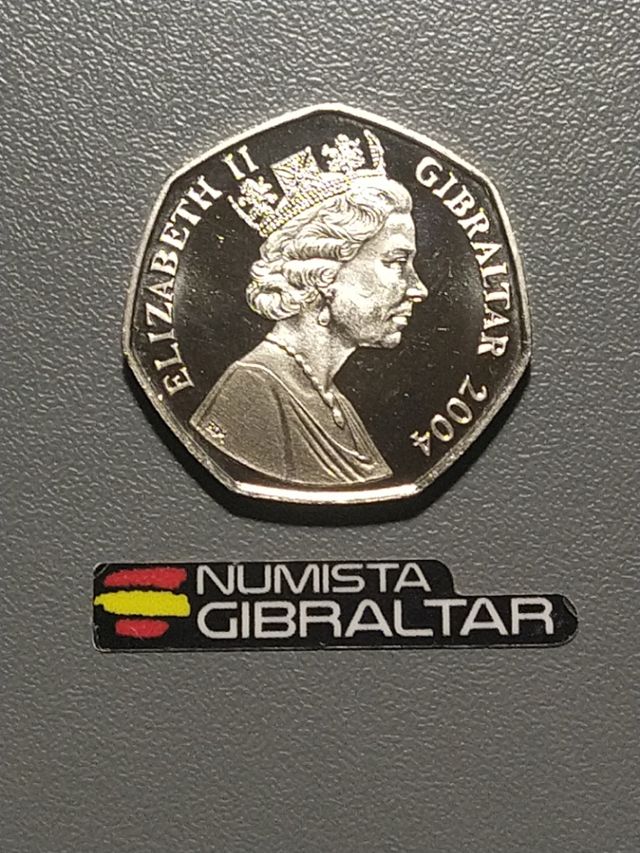 ELIZABETH II
GIBRALTAR 2004
NUMISTA
GIBRALTAR